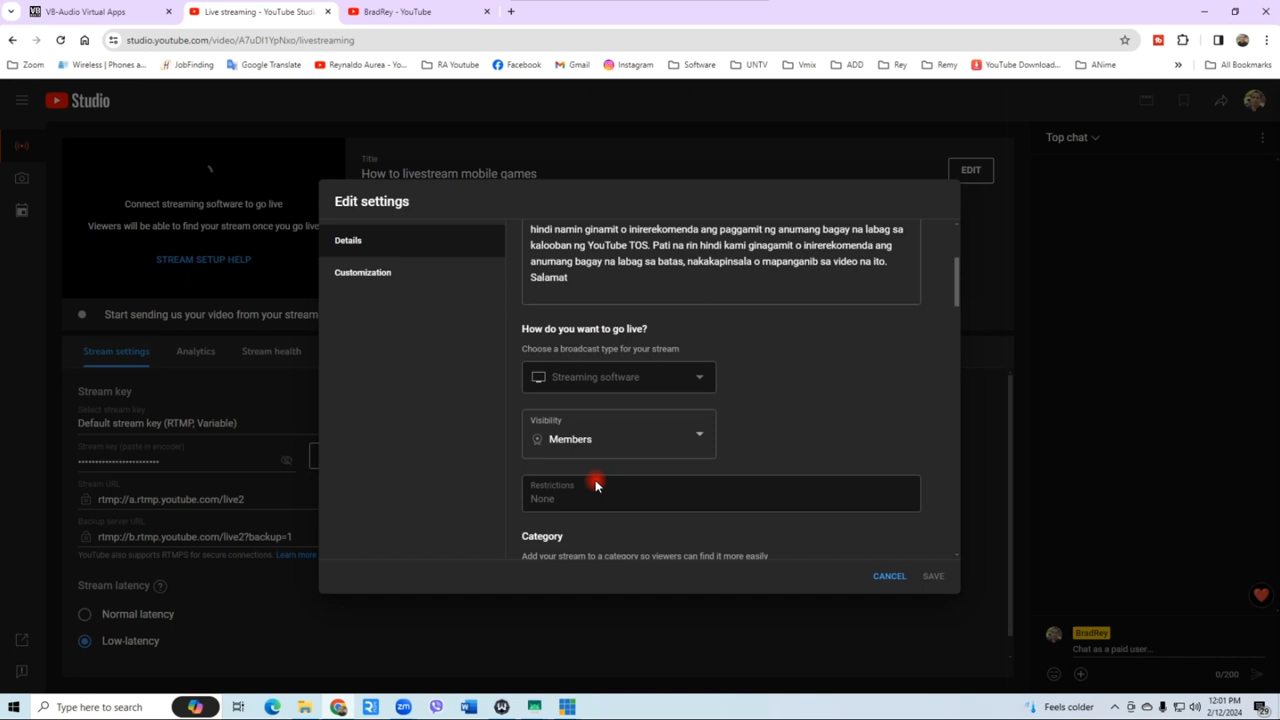 VB-Audio Virtual Apps
Live streaming - YouTube Studio
BradRey - YouTube
studio.youtube.com/video/A7uDI1YpNxo/livestreaming
Zoom
Wireless | Phones a...
JobFinding
Google Translate
Reynaldo Aurea - Yo...
RA Youtube
Facebook
Gmail
Instagram
Software
UNTV
Vmix
ADD
Rey
Remy
YouTube Download...
ANime
All Bookmarks
Studio
Top chat
Connect streaming software to go live
Viewers will be able to find your stream once you go live
STREAM SETUP HELP
Title
How to livestream mobile games
EDIT
Start sending us your video from your stream
Stream settings
Analytics
Stream health
Stream key
Select stream key
Default stream key (RTMP, Variable)
Stream key (paste in encoder)
Stream URL
rtmp://a.rtmp.youtube.com/live2
Backup server URL
rtmp://b.rtmp.youtube.com/live2?backup=1
YouTube also supports RTMPS for secure connections. Learn more
Stream latency
Normal latency
Low-latency
Edit settings
Details
Customization
hindi namin ginamit o inirerekomenda ang paggamit ng anumang bagay na labag sa
kalooban ng YouTube TOS. Pati na rin hindi kami ginagamit o inirerekomenda ang
anumang bagay na labag sa batas, nakakapinsala o mapanganib sa video na ito.
Salamat
How do you want to go live?
Choose a broadcast type for your stream
Streaming software
Visibility
Members
Restrictions
None
Category
Add your stream to a category so viewers can find it more easily
CANCEL
SAVE
BradRey
Chat as a paid user...
0/200
Type here to search
Feels colder
12:01 PM
2/12/2024
29